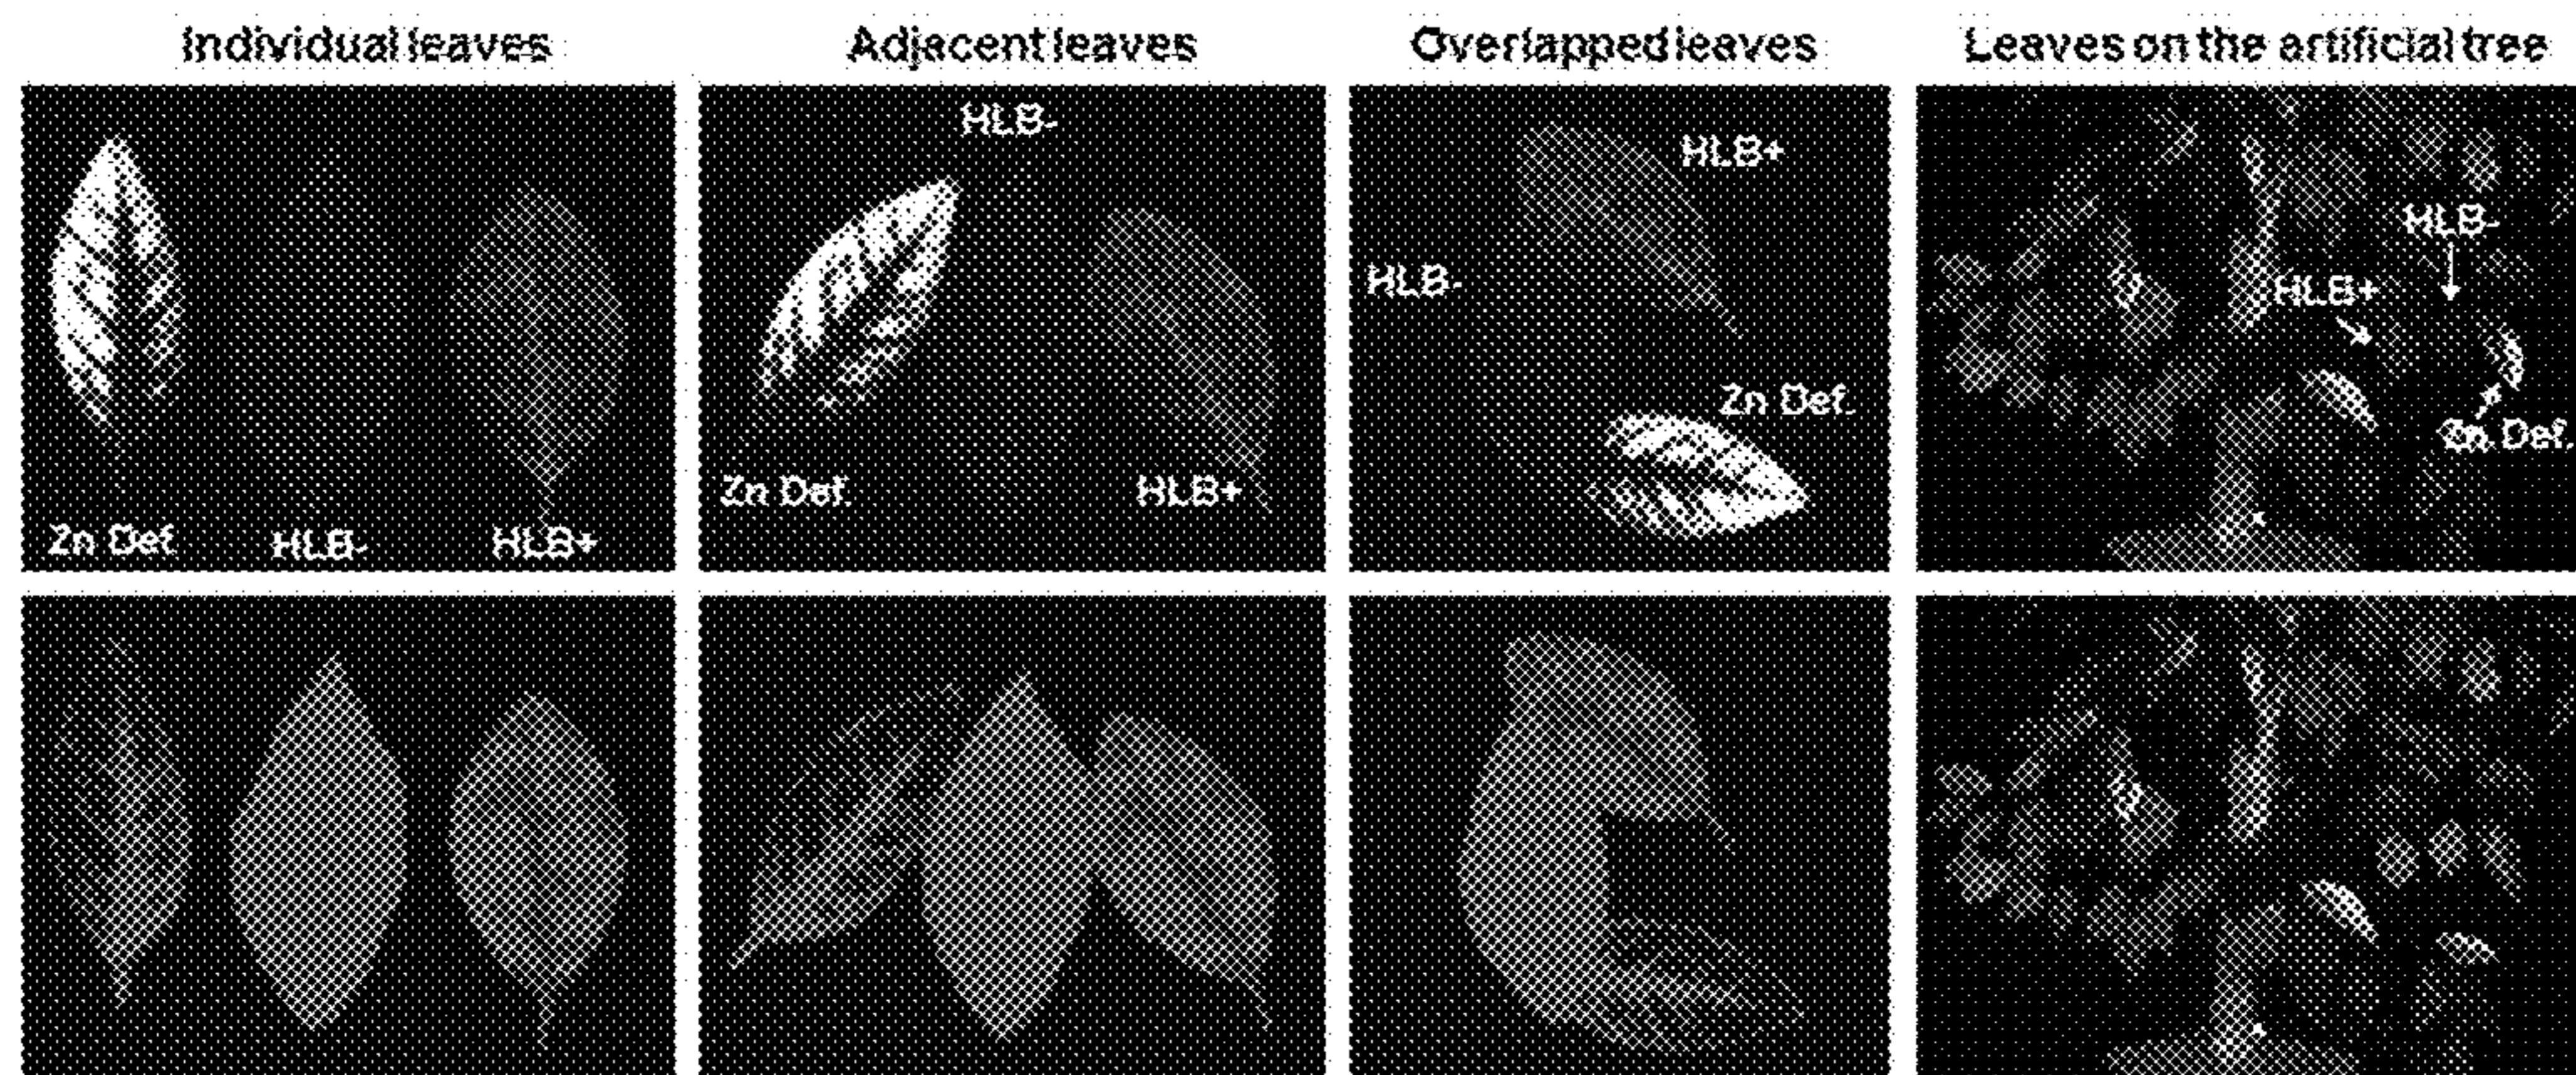 Individual leaves
Adjacent leaves
Overlapped leaves
Leaves on the artificial tree
Zn Def.
HLB-
HLB+
HLB-
Zn Def.
HLB+
HLB+
HLB-
Zn Def.
HLB-
HLB+
Zn Def.